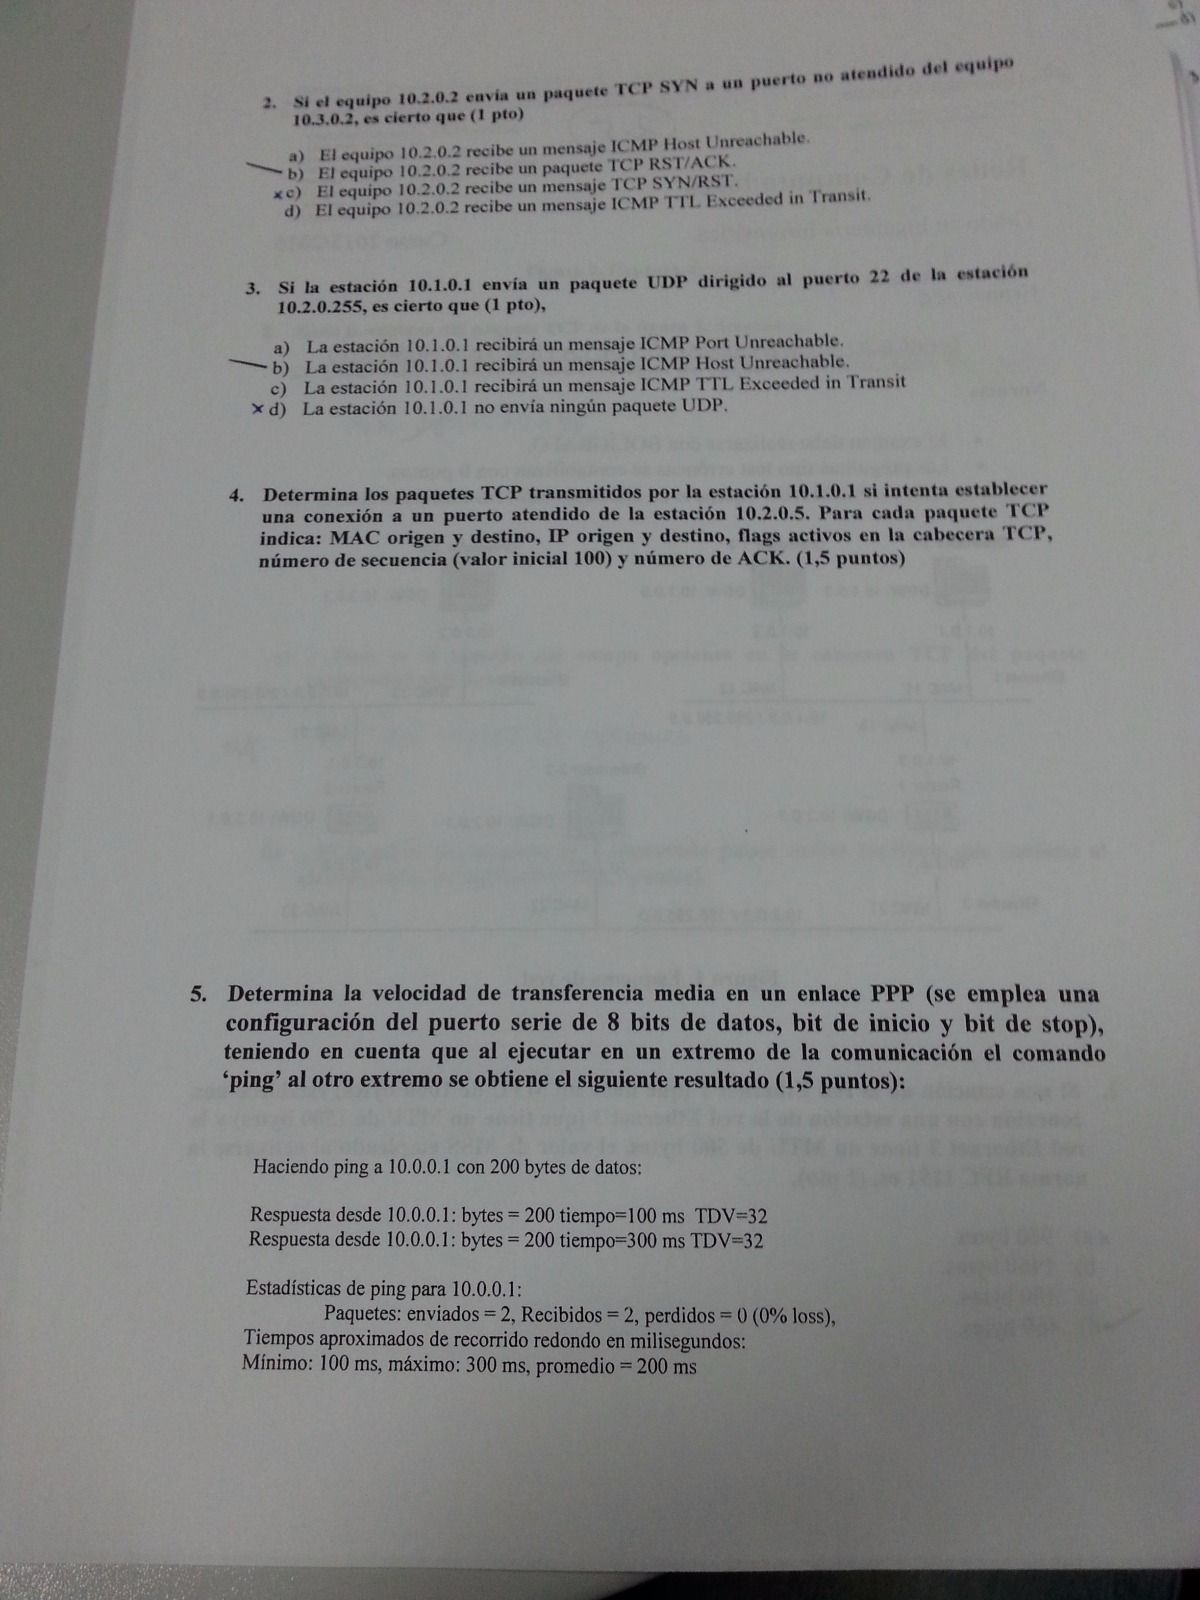 2. Si el equipo 10.2.0.2 envía un paquete TCP SYN a un puerto no atendido del equipo
10.3.0.2, es cierto que (1 pto)
a) El equipo 10.2.0.2 recibe un mensaje ICMP Host Unreachable.
b) El equipo 10.2.0.2 recibe un paquete TCP RST/ACK.
x c) El equipo 10.2.0.2 recibe un mensaje TCP SYN/RST.
d) El equipo 10.2.0.2 recibe un mensaje ICMP TTL Exceeded in Transit.
3. Si la estación 10.1.0.1 envía un paquete UDP dirigido al puerto 22 de la estación
10.2.0.255, es cierto que (1 pto),
a) La estación 10.1.0.1 recibirá un mensaje ICMP Port Unreachable.
b) La estación 10.1.0.1 recibirá un mensaje ICMP Host Unreachable.
c) La estación 10.1.0.1 recibirá un mensaje ICMP TTL Exceeded in Transit
x d) La estación 10.1.0.1 no envía ningún paquete UDP.
4. Determina los paquetes TCP transmitidos por la estación 10.1.0.1 si intenta establecer
una conexión a un puerto atendido de la estación 10.2.0.5. Para cada paquete TCP
indica: MAC origen y destino, IP origen y destino, flags activos en la cabecera TCP,
número de secuencia (valor inicial 100) y número de ACK. (1,5 puntos)
5. Determina la velocidad de transferencia media en un enlace PPP (se emplea una
configuración del puerto serie de 8 bits de datos, bit de inicio y bit de stop),
teniendo en cuenta que al ejecutar en un extremo de la comunicación el comando
‘ping’ al otro extremo se obtiene el siguiente resultado (1,5 puntos):
Haciendo ping a 10.0.0.1 con 200 bytes de datos:
Respuesta desde 10.0.0.1: bytes = 200 tiempo=100 ms TDV=32
Respuesta desde 10.0.0.1: bytes = 200 tiempo=300 ms TDV=32
Estadísticas de ping para 10.0.0.1:
Paquetes: enviados = 2, Recibidos = 2, perdidos = 0 (0% loss),
Tiempos aproximados de recorrido redondo en milisegundos:
Mínimo: 100 ms, máximo: 300 ms, promedio = 200 ms